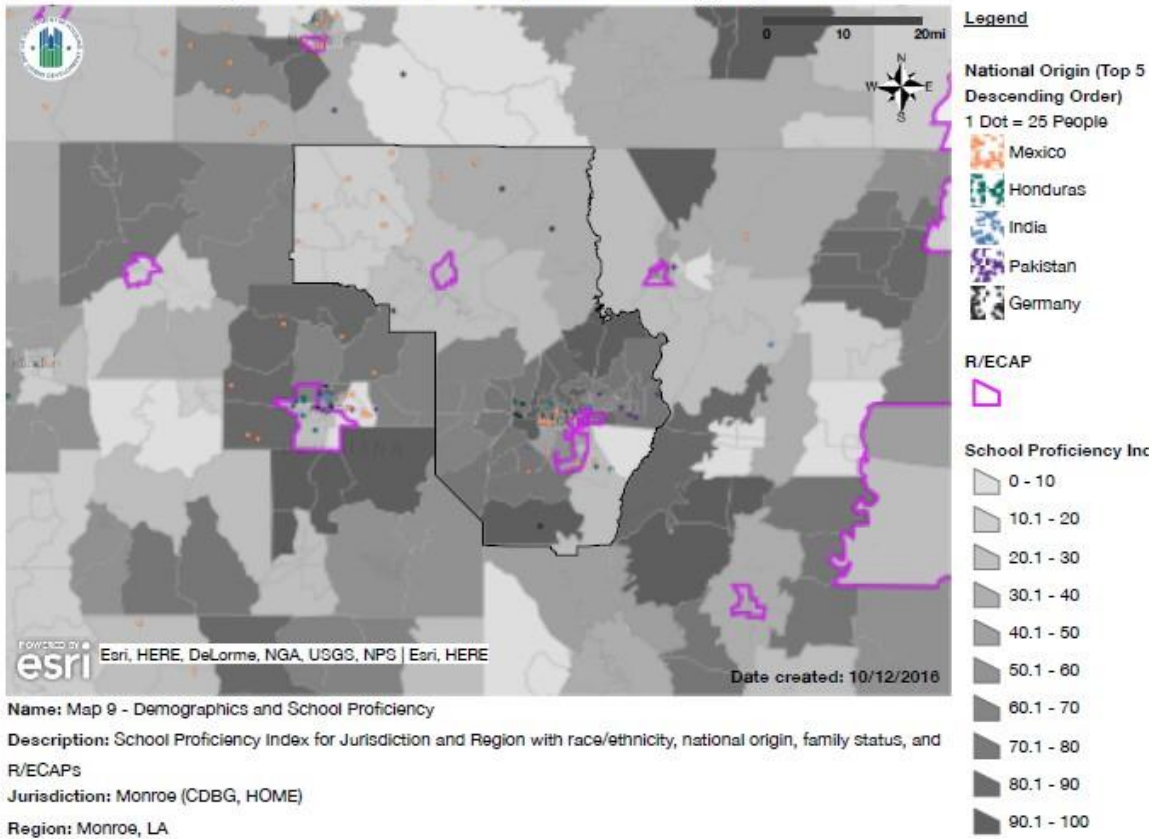 0 10 20mi
N
W E
S
POWERED BY
esri
Esri, HERE, DeLorme, NGA, USGS, NPS | Esri, HERE
Date created: 10/12/2016
Name: Map 9 - Demographics and School Proficiency
Description: School Proficiency Index for Jurisdiction and Region with race/ethnicity, national origin, family status, and
R/ECAPs
Jurisdiction: Monroe (CDBG, HOME)
Region: Monroe, LA
Legend
National Origin (Top 5
Descending Order)
1 Dot = 25 People
Mexico
Honduras
India
Pakistan
Germany
R/ECAP
School Proficiency Ind
0 - 10
10.1 - 20
20.1 - 30
30.1 - 40
40.1 - 50
50.1 - 60
60.1 - 70
70.1 - 80
80.1 - 90
90.1 - 100